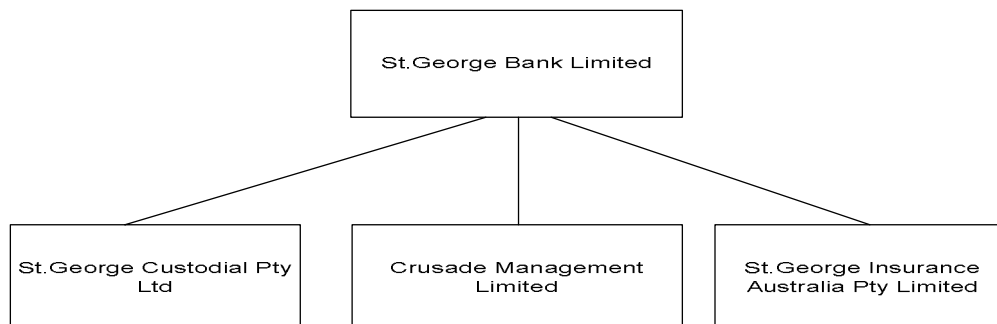 St.George Bank Limited
St.George Custodial Pty
Ltd
Crusade Management
Limited
St.George Insurance
Australia Pty Limited